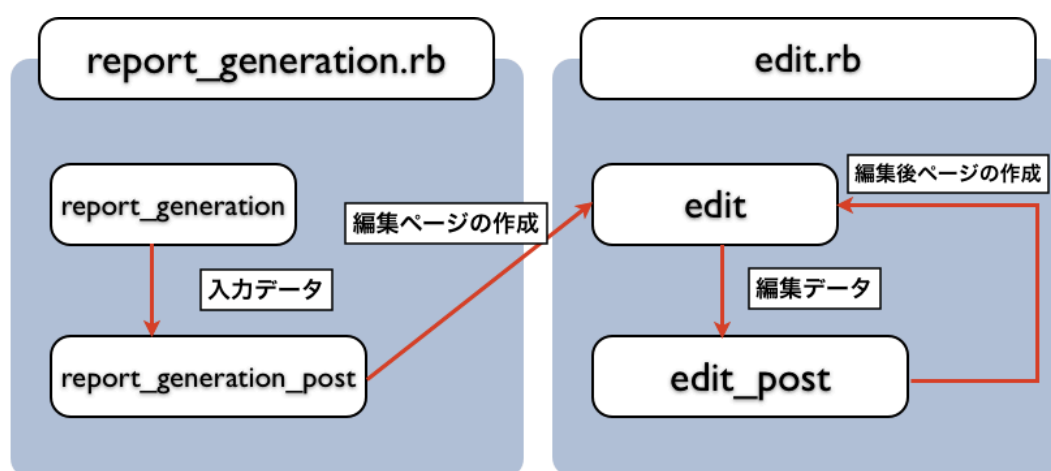 report_generation.rb
edit.rb
report_generation
編集ページの作成
edit
編集後ページの作成
入力データ
編集データ
report_generation_post
edit_post